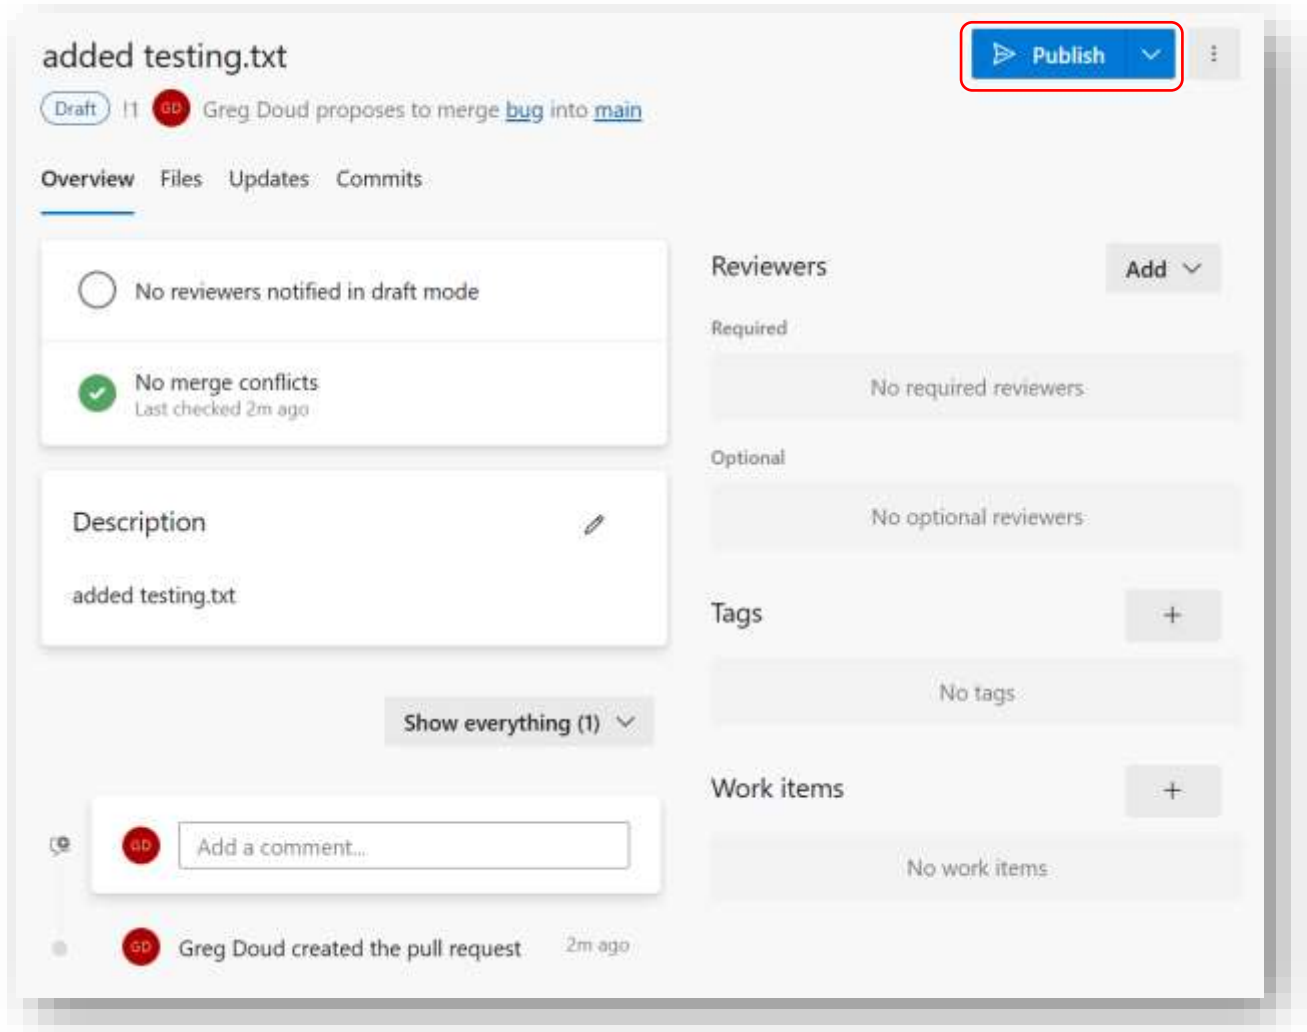 added testing.txt
Publish
Draft !1 GD Greg Doud proposes to merge bug into main
Overview Files Updates Commits
No reviewers notified in draft mode
No merge conflicts
Last checked 2m ago
Description
added testing.txt
Show everything (1)
GD Add a comment...
GD Greg Doud created the pull request 2m ago
Reviewers
Add
Required
No required reviewers
Optional
No optional reviewers
Tags
+
No tags
Work items
+
No work items